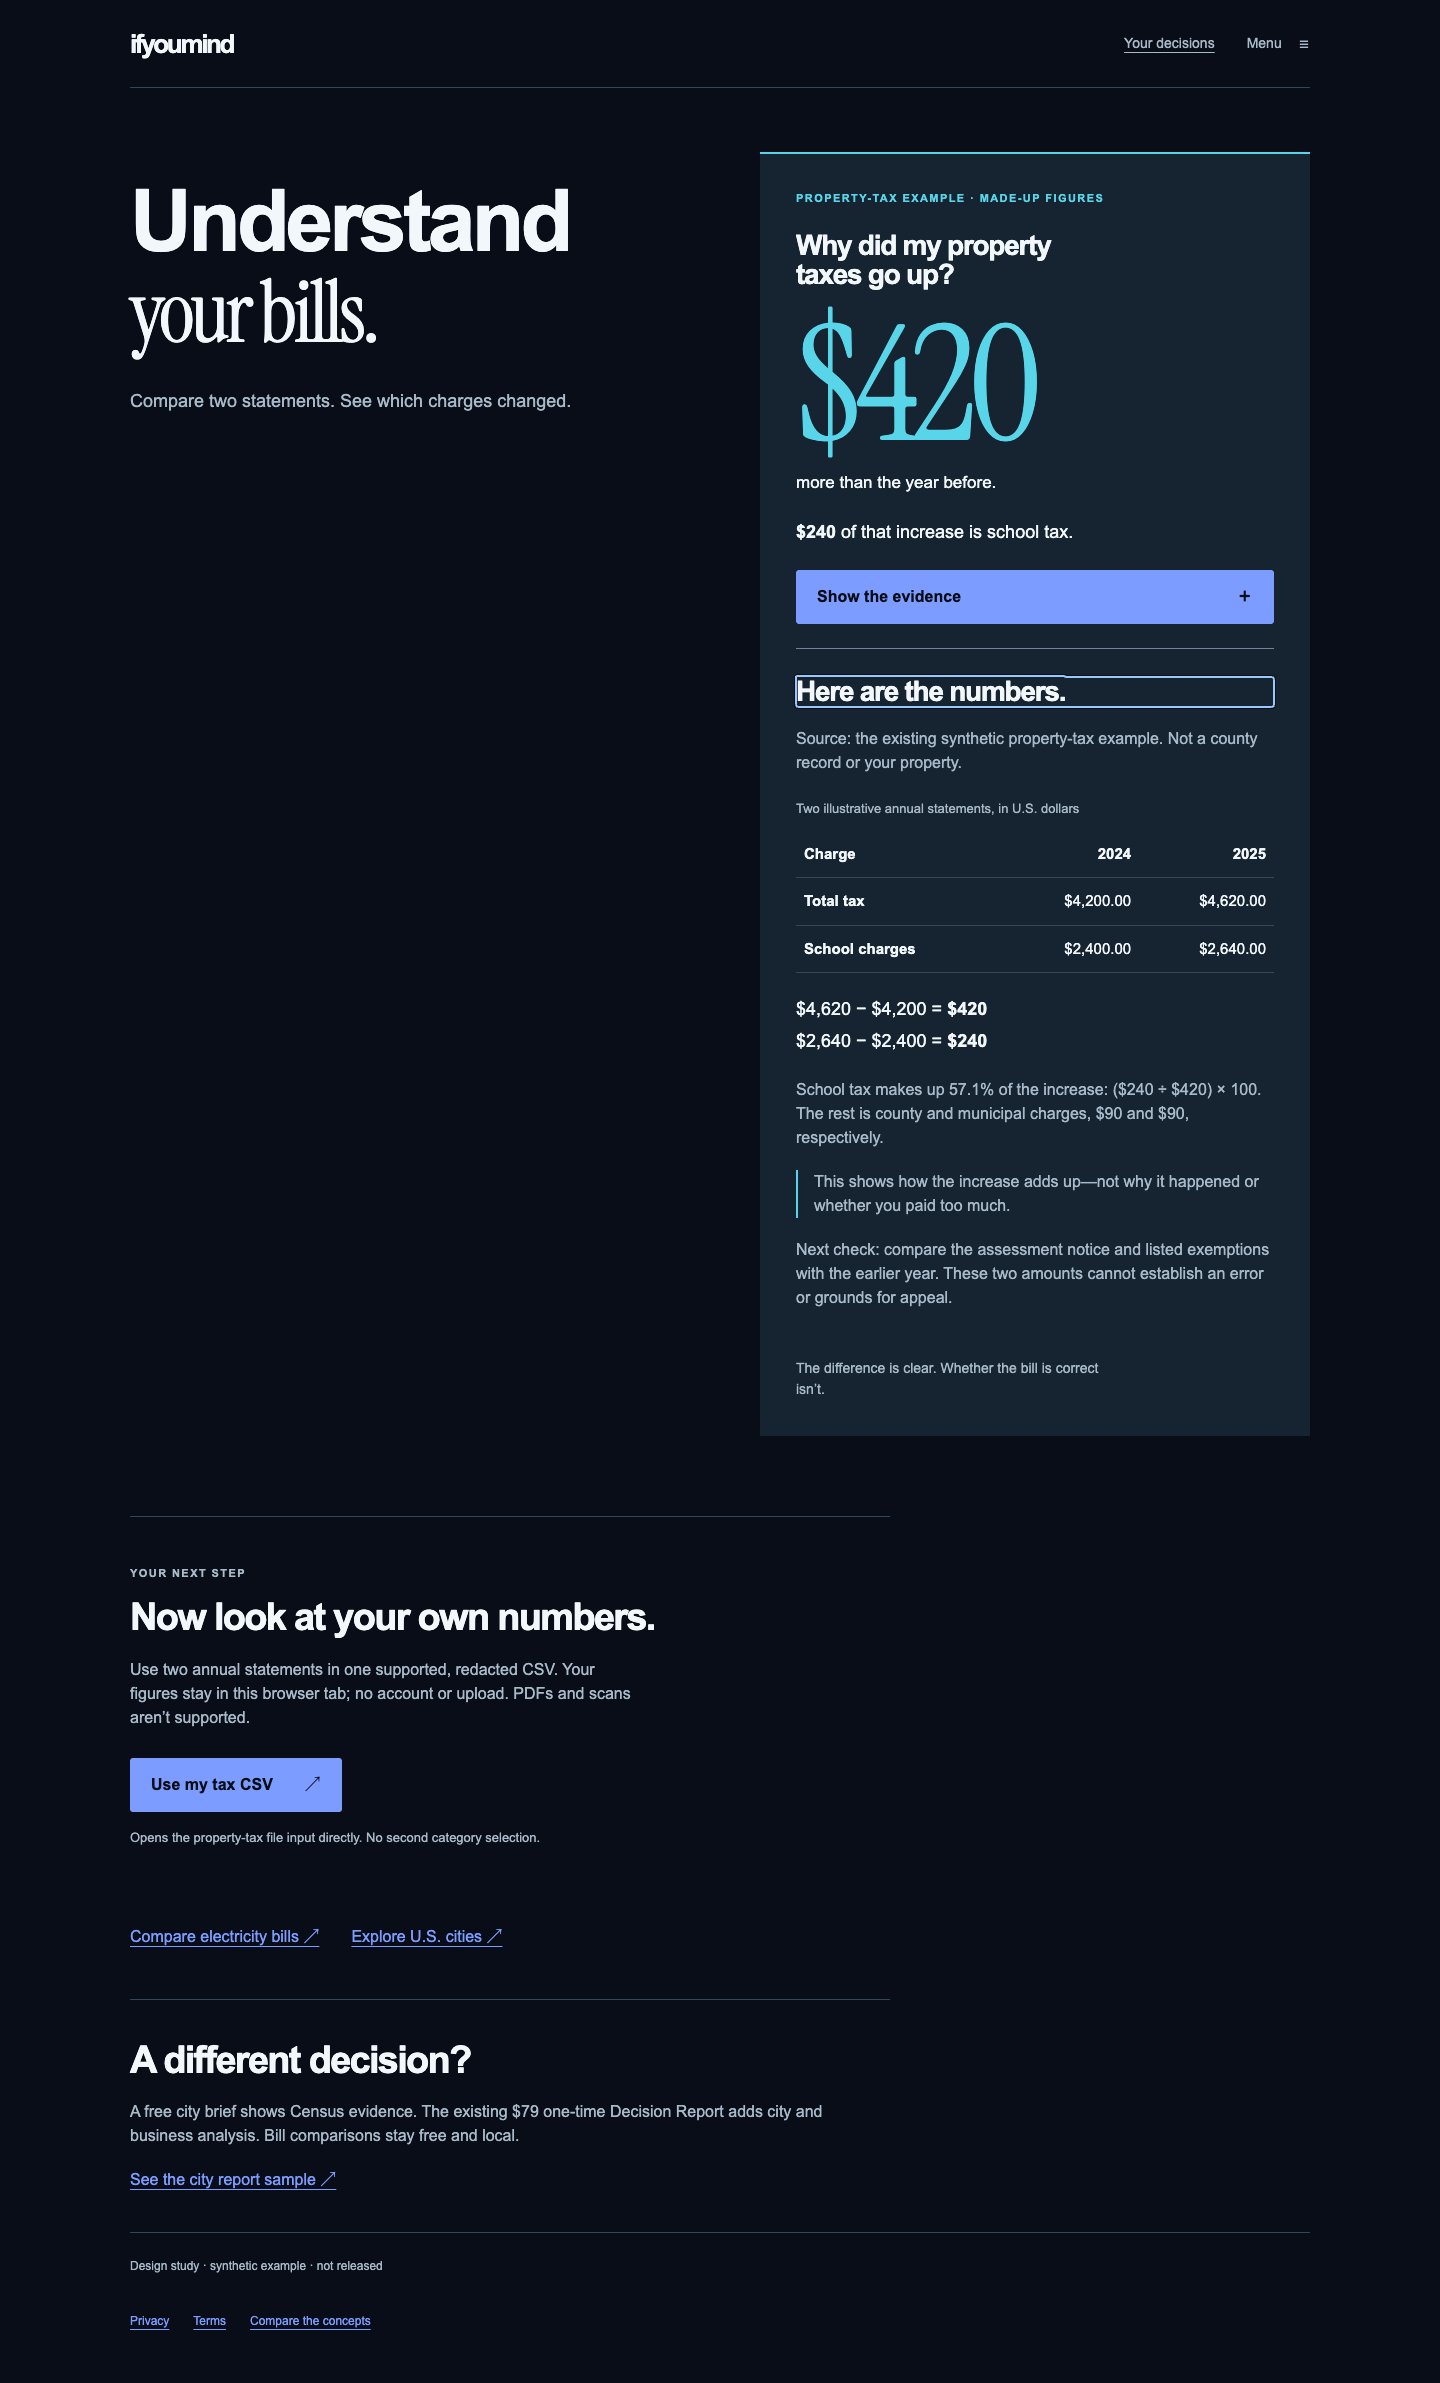 ifyoumind
Your decisions Menu ≡
Understand
your bills.
Compare two statements. See which charges changed.
PROPERTY-TAX EXAMPLE · MADE-UP FIGURES
Why did my property
taxes go up?
$420
more than the year before.
$240 of that increase is school tax.
Show the evidence +
Here are the numbers.
Source: the existing synthetic property-tax example. Not a county
record or your property.
Two illustrative annual statements, in U.S. dollars
Charge 2024 2025
Total tax $4,200.00 $4,620.00
School charges $2,400.00 $2,640.00
$4,620 − $4,200 = $420
$2,640 − $2,400 = $240
School tax makes up 57.1% of the increase: ($240 ÷ $420) × 100.
The rest is county and municipal charges, $90 and $90,
respectively.
This shows how the increase adds up—not why it happened or
whether you paid too much.
Next check: compare the assessment notice and listed exemptions
with the earlier year. These two amounts cannot establish an error
or grounds for appeal.
The difference is clear. Whether the bill is correct
isn’t.
YOUR NEXT STEP
Now look at your own numbers.
Use two annual statements in one supported, redacted CSV. Your
figures stay in this browser tab; no account or upload. PDFs and scans
aren’t supported.
Use my tax CSV ↗
Opens the property-tax file input directly. No second category selection.
Compare electricity bills ↗ Explore U.S. cities ↗
A different decision?
A free city brief shows Census evidence. The existing $79 one-time Decision Report adds city and
business analysis. Bill comparisons stay free and local.
See the city report sample ↗
Design study · synthetic example · not released
Privacy Terms Compare the concepts